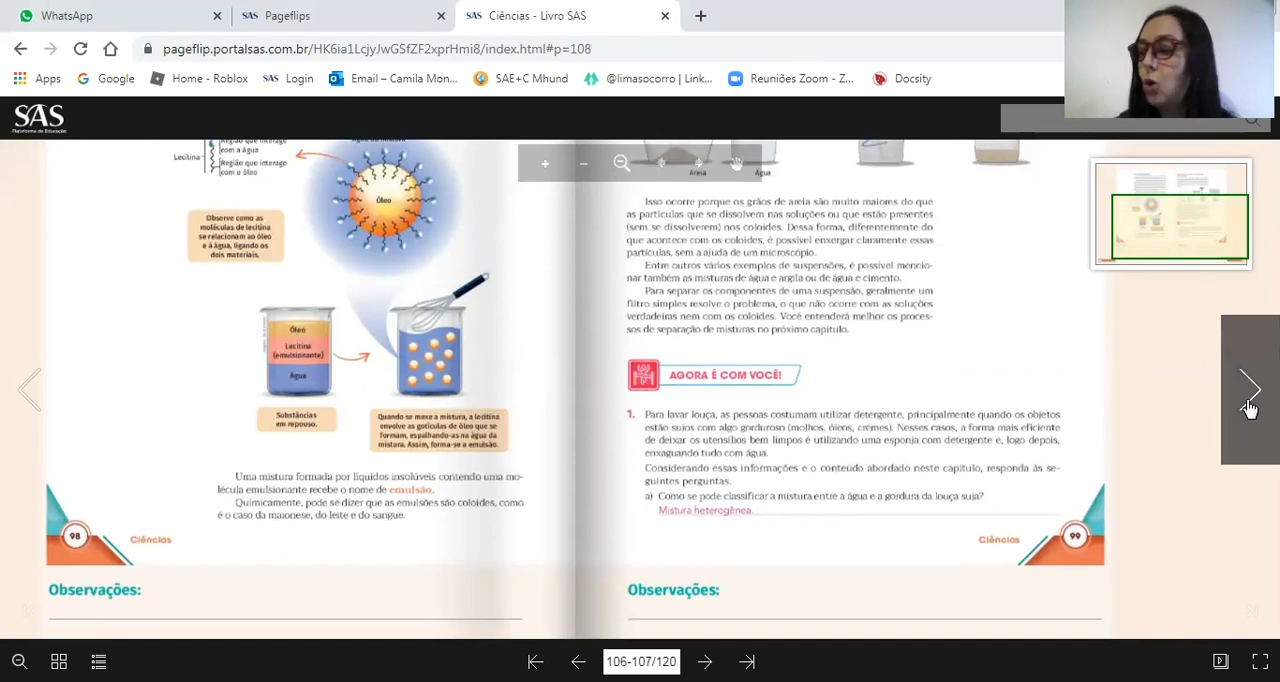 WhatsApp
SAS Pageflips
SAS Ciências - Livro SAS
pageflip.portalsas.com.br/HK6ia1LcjyJwGSfZF2xprHmi8/index.html#p=108
Apps Google Home - Roblox SAS Login Email – Camila Mon... SAE+C Mhund @limasocorro | Link... Reuniões Zoom - Z... Docsity
SAS
Plataforma de Educação
Região que interage
com a água
Lecitina
Região que interage
com o óleo
Óleo
Observe como as
moléculas de lecitina
se relacionam ao óleo
e à água, ligando os
dois materiais.
Óleo
Lecitina
(emulsionante)
Água
Substâncias
em repouso.
Quando se mexe a mistura, a lecitina
envolve as gotículas de óleo que se
formam, espalhando-as na água da
mistura. Assim, forma-se a emulsão.
Uma mistura formada por líquidos insolúveis contendo uma mo-
lécula emulsionante recebe o nome de emulsão.
Quimicamente, pode se dizer que as emulsões são coloides, como
é o caso da maionese, do leite e do sangue.
98
Ciências
Observações:
Areia
Água
Isso ocorre porque os grãos de areia são muito maiores do que
as partículas que se dissolvem nas soluções ou que estão presentes
(sem se dissolverem) nos coloides. Dessa forma, diferentemente do
que acontece com os coloides, é possível enxergar claramente essas
partículas, sem a ajuda de um microscópio.
Entre outros vários exemplos de suspensões, é possível mencio-
nar também as misturas de água e argila ou de água e cimento.
Para separar os componentes de uma suspensão, geralmente um
filtro simples resolve o problema, o que não ocorre com as soluções
verdadeiras nem com os coloides. Você entenderá melhor os proces-
sos de separação de misturas no próximo capítulo.
AGORA É COM VOCÊ!
1. Para lavar louça, as pessoas costumam utilizar detergente, principalmente quando os objetos
estão sujos com algo gorduroso (molhos, óleos, cremes). Nesses casos, a forma mais eficiente
de deixar os utensílios bem limpos é utilizando uma esponja com detergente e, logo depois,
enxaguando tudo com água.
Considerando essas informações e o conteúdo abordado neste capítulo, responda às se-
guintes perguntas.
a) Como se pode classificar a mistura entre a água e a gordura da louça suja?
Mistura heterogênea.
Ciências
99
Observações:
106-107/120